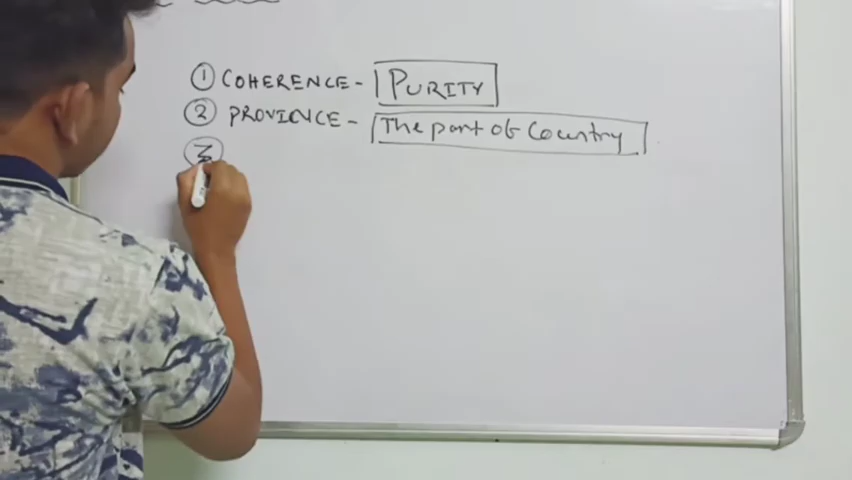 ① COHERENCE - PURITY
② PROVINCE - The part of Country
③